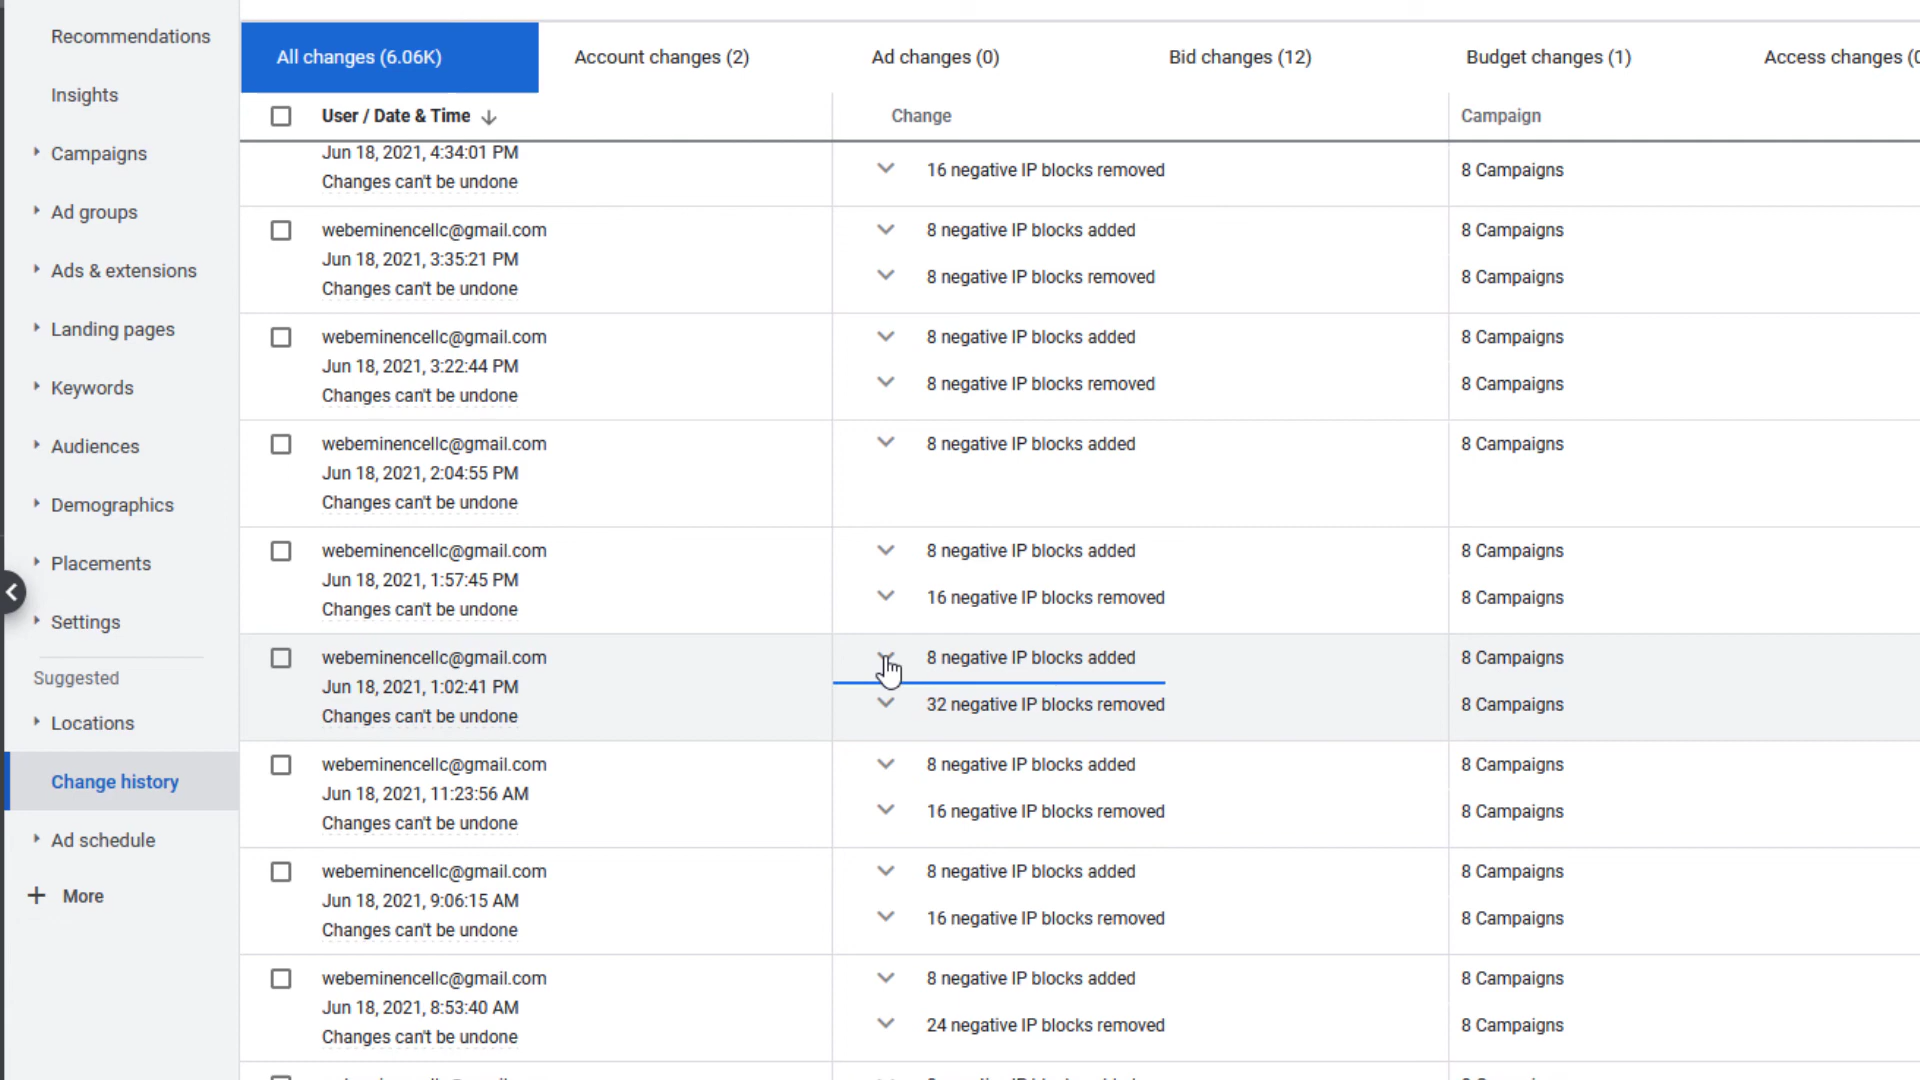 Recommendations
Insights
Campaigns
Ad groups
Ads & extensions
Landing pages
Keywords
Audiences
Demographics
Placements
Settings
Suggested
Locations
Change history
Ad schedule
More
All changes (6.06K)
Account changes (2)
Ad changes (0)
Bid changes (12)
Budget changes (1)
Access changes (
User / Date & Time
Change
Campaign
Jun 18, 2021, 4:34:01 PM
Changes can't be undone
16 negative IP blocks removed
8 Campaigns
webeminencellc@gmail.com
Jun 18, 2021, 3:35:21 PM
Changes can't be undone
8 negative IP blocks added
8 Campaigns
8 negative IP blocks removed
8 Campaigns
webeminencellc@gmail.com
Jun 18, 2021, 3:22:44 PM
Changes can't be undone
8 negative IP blocks added
8 Campaigns
8 negative IP blocks removed
8 Campaigns
webeminencellc@gmail.com
Jun 18, 2021, 2:04:55 PM
Changes can't be undone
8 negative IP blocks added
8 Campaigns
webeminencellc@gmail.com
Jun 18, 2021, 1:57:45 PM
Changes can't be undone
8 negative IP blocks added
8 Campaigns
16 negative IP blocks removed
8 Campaigns
webeminencellc@gmail.com
Jun 18, 2021, 1:02:41 PM
Changes can't be undone
8 negative IP blocks added
8 Campaigns
32 negative IP blocks removed
8 Campaigns
webeminencellc@gmail.com
Jun 18, 2021, 11:23:56 AM
Changes can't be undone
8 negative IP blocks added
8 Campaigns
16 negative IP blocks removed
8 Campaigns
webeminencellc@gmail.com
Jun 18, 2021, 9:06:15 AM
Changes can't be undone
8 negative IP blocks added
8 Campaigns
16 negative IP blocks removed
8 Campaigns
webeminencellc@gmail.com
Jun 18, 2021, 8:53:40 AM
Changes can't be undone
8 negative IP blocks added
8 Campaigns
24 negative IP blocks removed
8 Campaigns